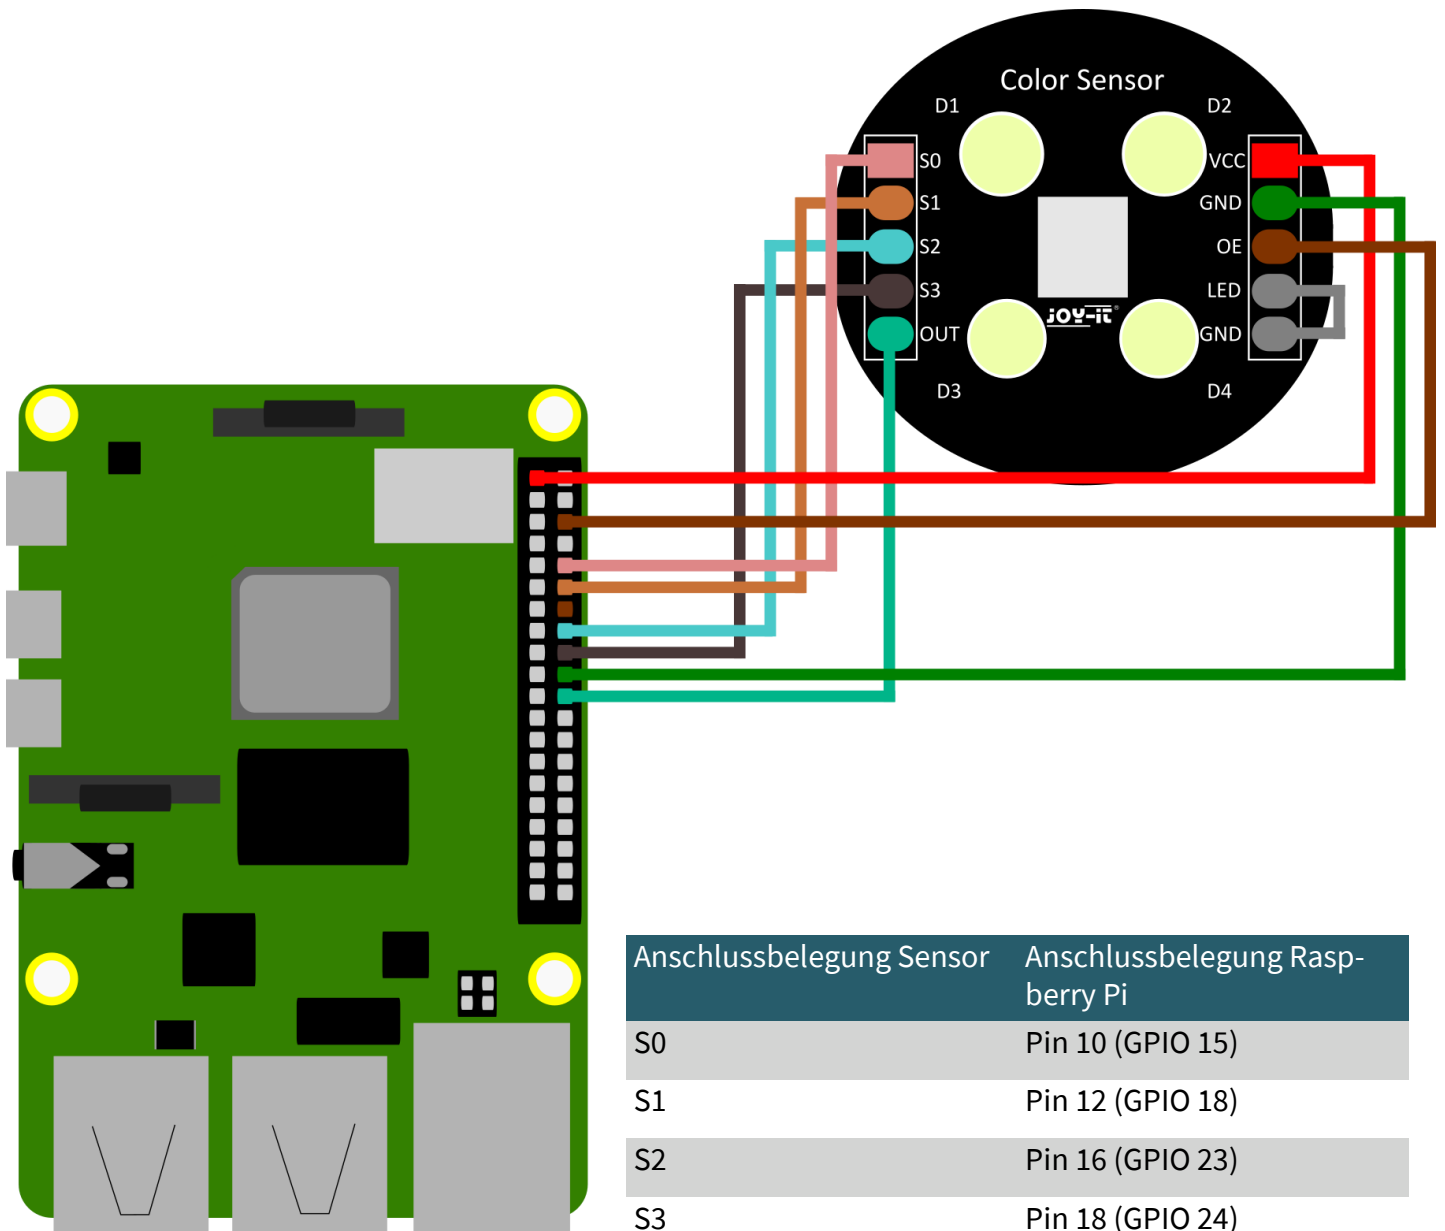 Color Sensor
D1
D2
S0
VCC
S1
GND
S2
OE
S3
LED
JOY-iT®
OUT
GND
D3
D4
Anschlussbelegung Sensor
Anschlussbelegung Rasp-
berry Pi
S0
Pin 10 (GPIO 15)
S1
Pin 12 (GPIO 18)
S2
Pin 16 (GPIO 23)
S3
Pin 18 (GPIO 24)